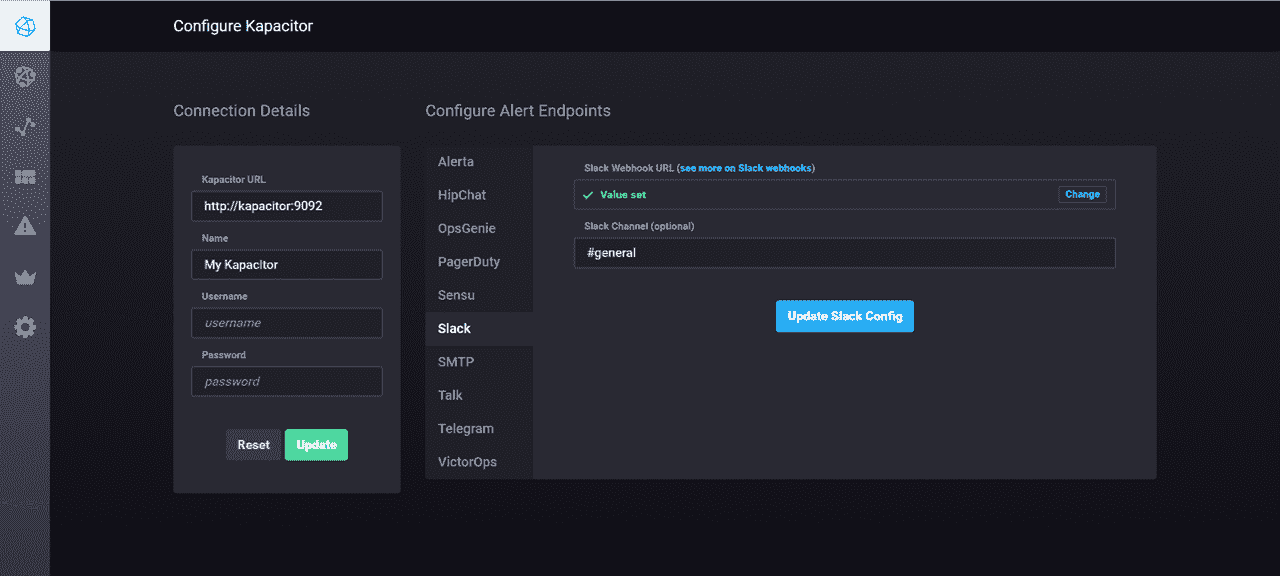 Configure Kapacitor
Connection Details
Kapacitor URL
http://kapacitor:9092
Name
My Kapacitor
Username
username
Password
password
Reset Update
Configure Alert Endpoints
Alerta
HipChat
OpsGenie
PagerDuty
Sensu
Slack
SMTP
Talk
Telegram
VictorOps
Slack Webhook URL (see more on Slack webhooks)
Value set Change
Slack Channel (optional)
#general
Update Slack Config